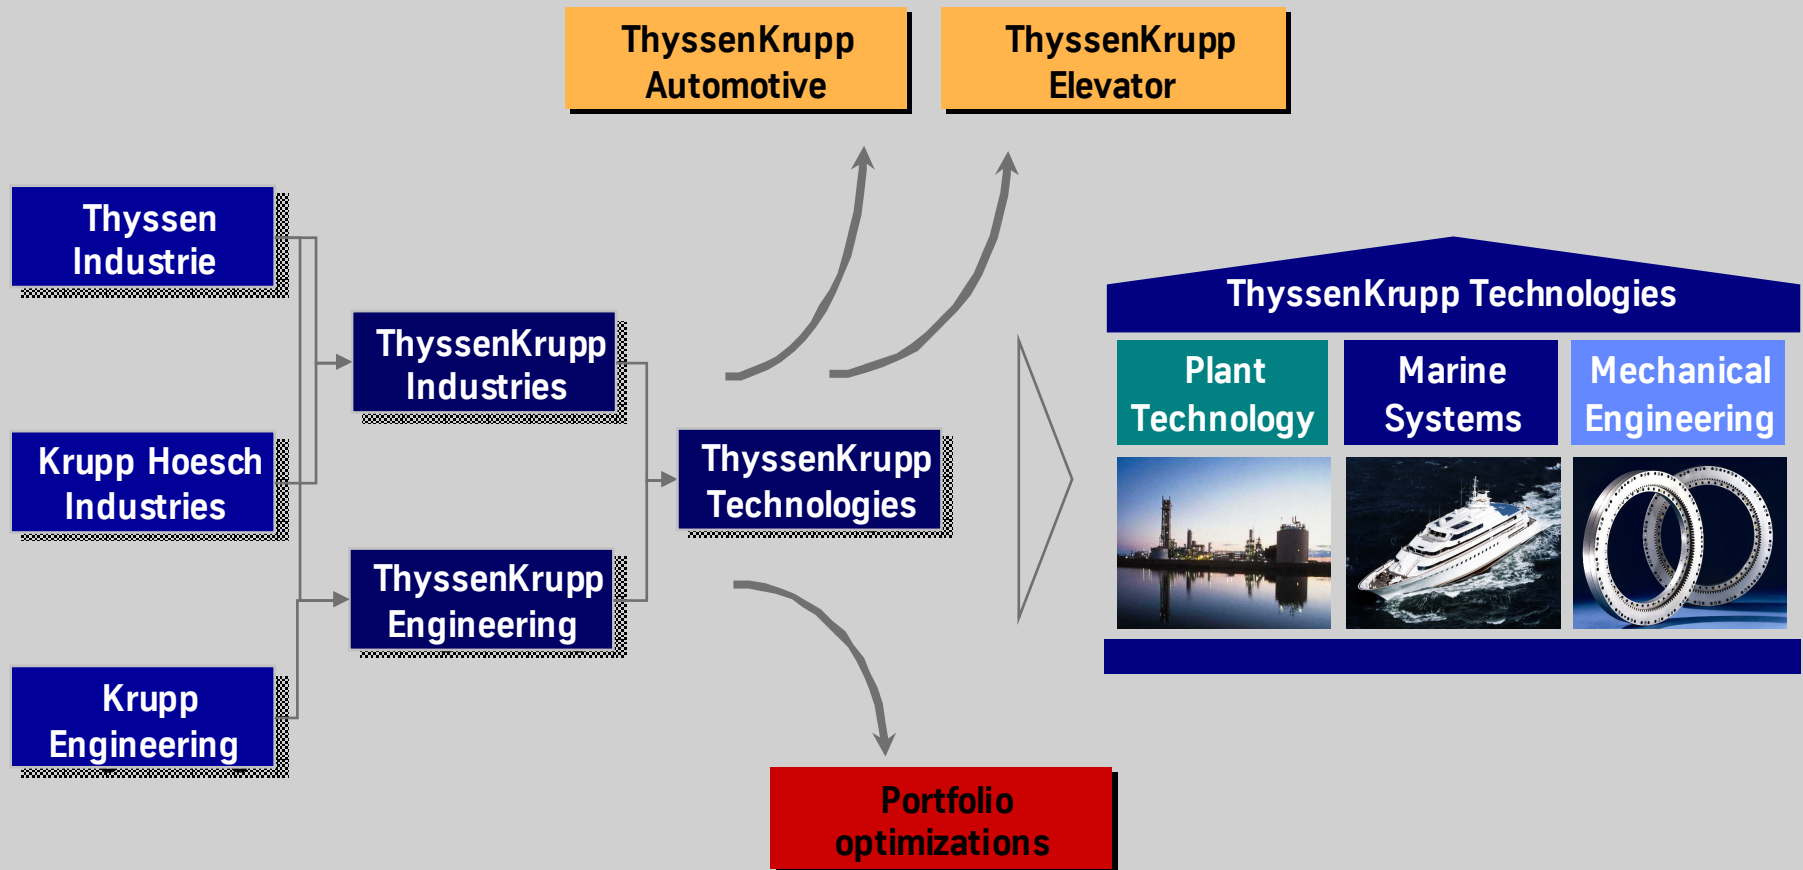 ThyssenKrupp
Automotive
ThyssenKrupp
Elevator
Thyssen
Industrie
ThyssenKrupp
Industries
Krupp Hoesch
Industries
ThyssenKrupp
Technologies
ThyssenKrupp
Engineering
Krupp
Engineering
Portfolio
optimizations
ThyssenKrupp Technologies
Plant
Technology
Marine
Systems
Mechanical
Engineering